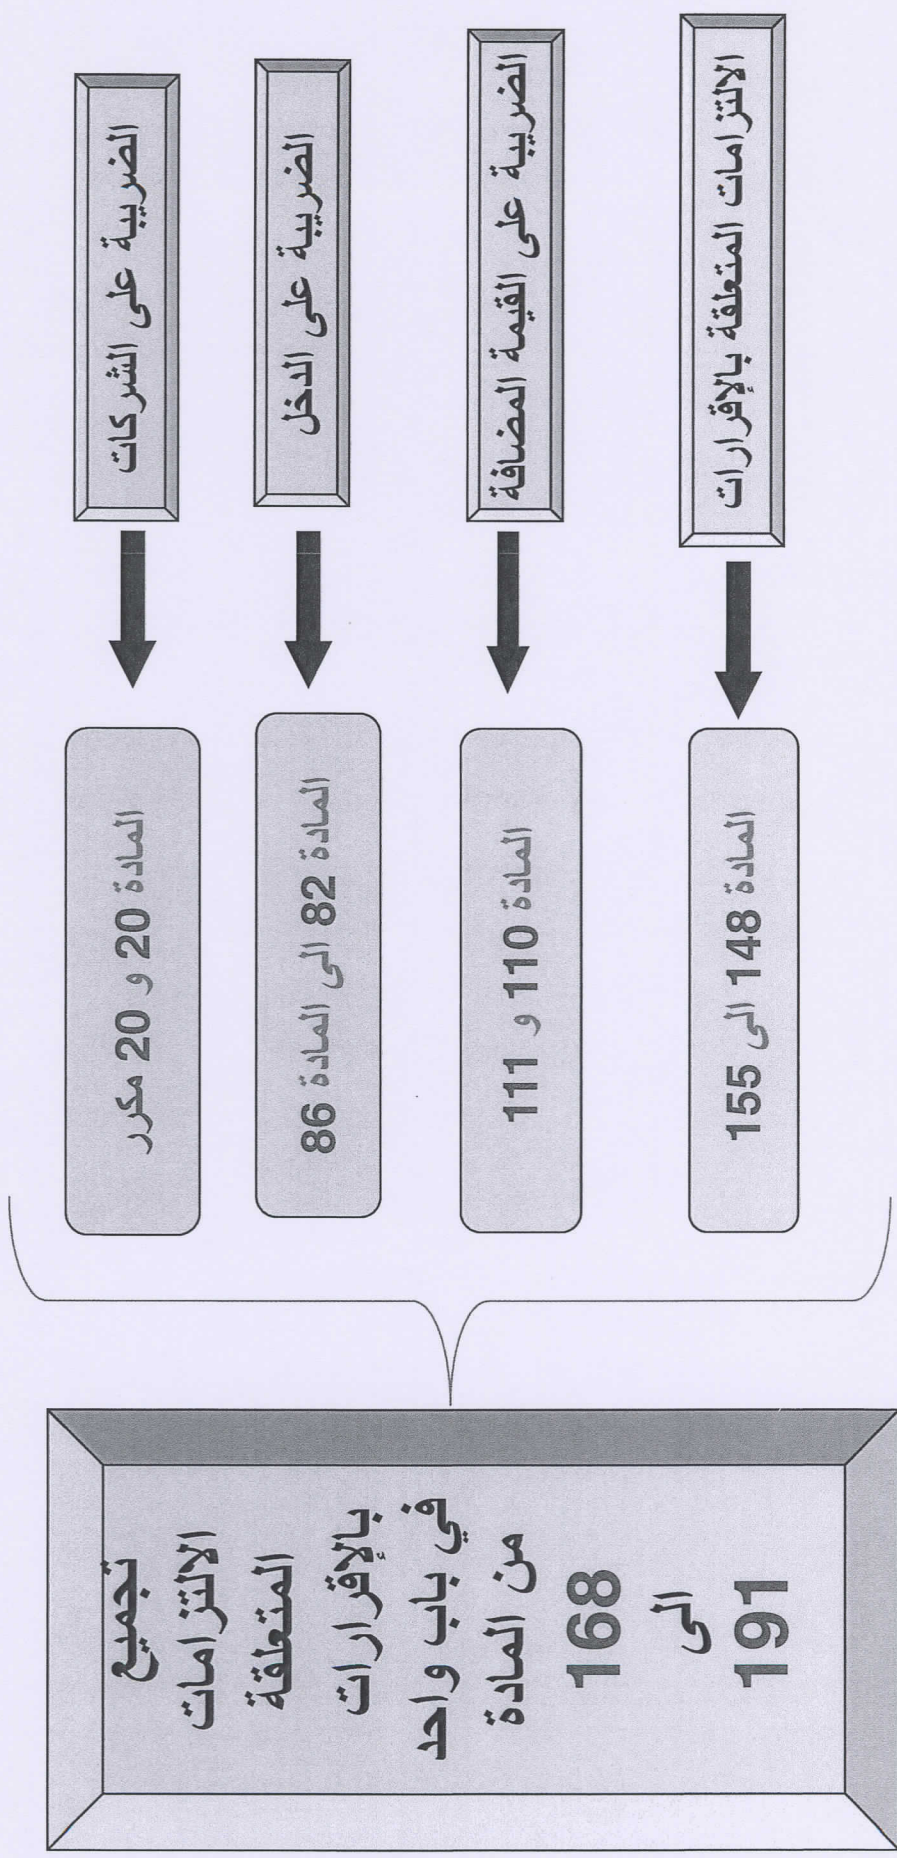 الضريبة على الشركات
المادة 20 و 20 مكرر
الضريبة على الدخل
المادة 82 الى المادة 86
الضريبة على القيمة المضافة
المادة 110 و 111
الالتزامات المتعلقة بالإقرارات
المادة 148 الى 155
تجميع
الالتزامات
المتعلقة
بالإقرارات
في باب واحد
من المادة
168
الى
191